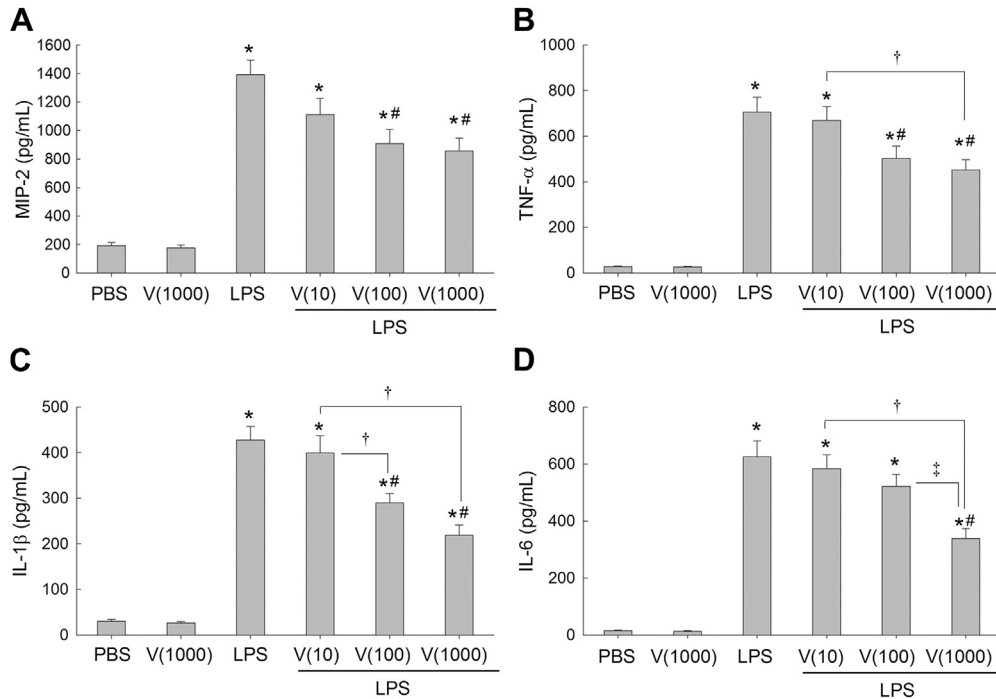 A
MIP-2 (pg/mL)
1600
1400
1200
1000
800
600
400
200
0
* * *# *#
PBS V(1000) LPS V(10) V(100) V(1000)
LPS
B
TNF-α (pg/mL)
1000
800
600
400
200
0
†
* * *# *#
PBS V(1000) LPS V(10) V(100) V(1000)
LPS
C
IL-1β (pg/mL)
500
400
300
200
100
0
†
†
* * *# *#
PBS V(1000) LPS V(10) V(100) V(1000)
LPS
D
IL-6 (pg/mL)
800
600
400
200
0
†
‡
* * * *#
PBS V(1000) LPS V(10) V(100) V(1000)
LPS